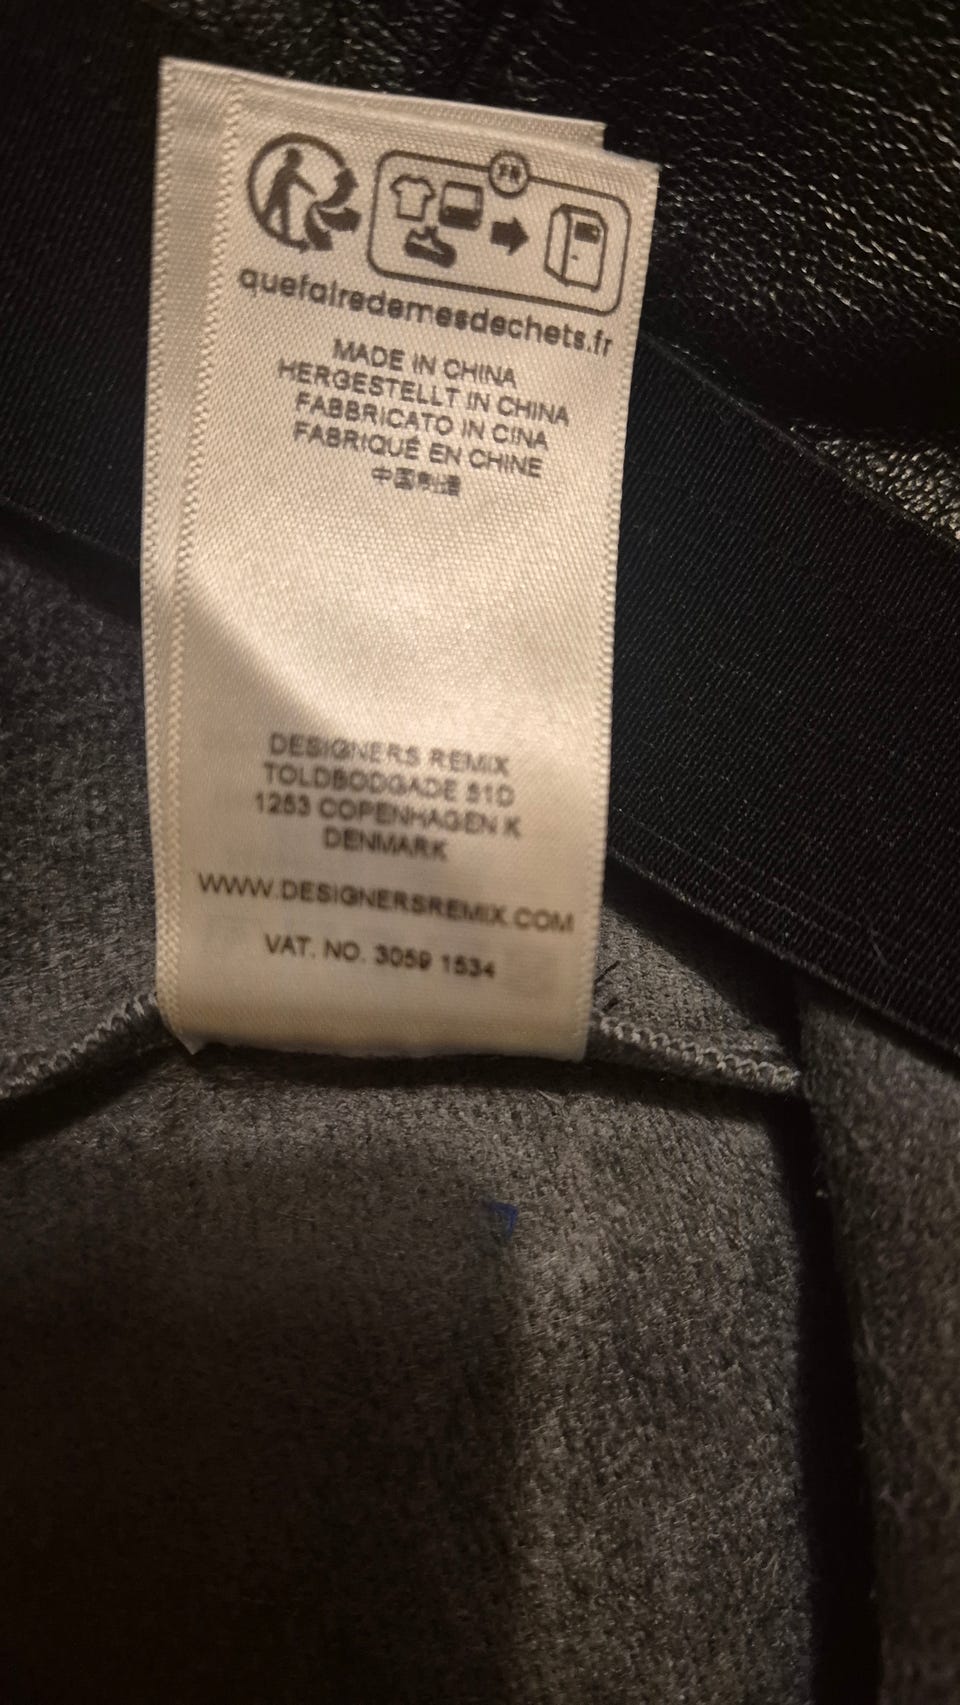 FR
quefairedemesdechets.fr
MADE IN CHINA
HERGESTELLT IN CHINA
FABBRICATO IN CINA
FABRIQUÉ EN CHINE
中国制造
DESIGNERS REMIX
TOLDBODGADE 51D
1253 COPENHAGEN K
DENMARK
WWW.DESIGNERSREMIX.COM
VAT. NO. 3059 1534